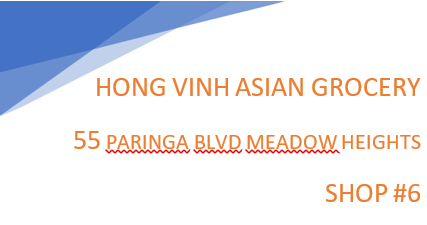 HONG VINH ASIAN GROCERY
55 PARINGA BLVD MEADOW HEIGHTS
SHOP #6